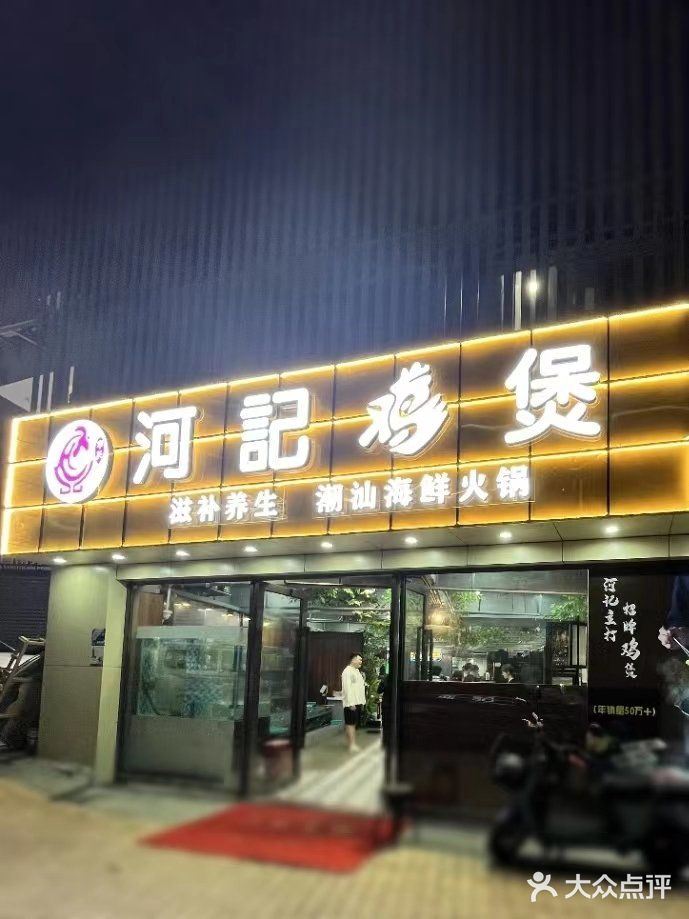 河記鸡煲
滋补养生 潮汕海鲜火锅
河记主打
招牌鸡煲
(年销量50万+)
大众点评